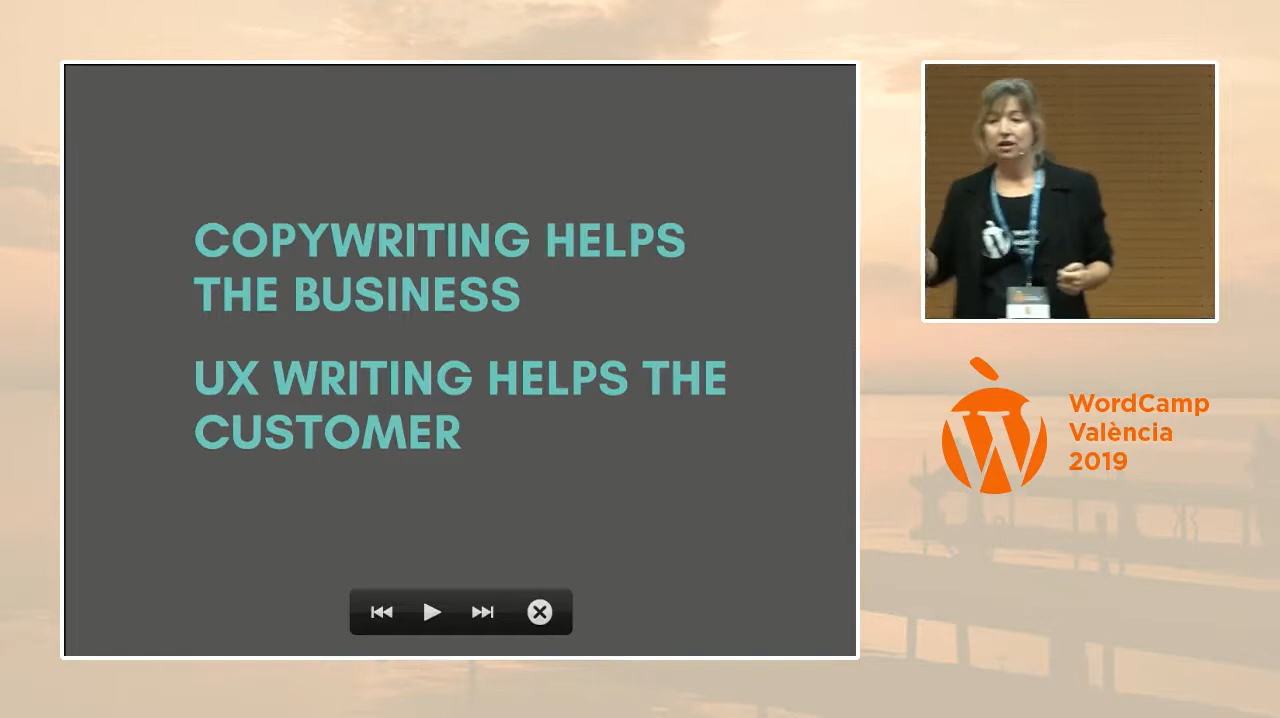 COPYWRITING HELPS
THE BUSINESS
UX WRITING HELPS THE
CUSTOMER
WordCamp
València
2019